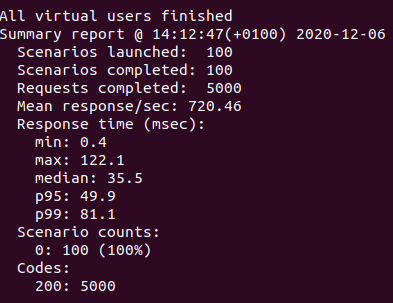 All virtual users finished
Summary report @ 14:12:47(+0100) 2020-12-06
Scenarios launched:  100
Scenarios completed: 100
Requests completed:  5000
Mean response/sec: 720.46
Response time (msec):
min: 0.4
max: 122.1
median: 35.5
p95: 49.9
p99: 81.1
Scenario counts:
0: 100 (100%)
Codes:
200: 5000